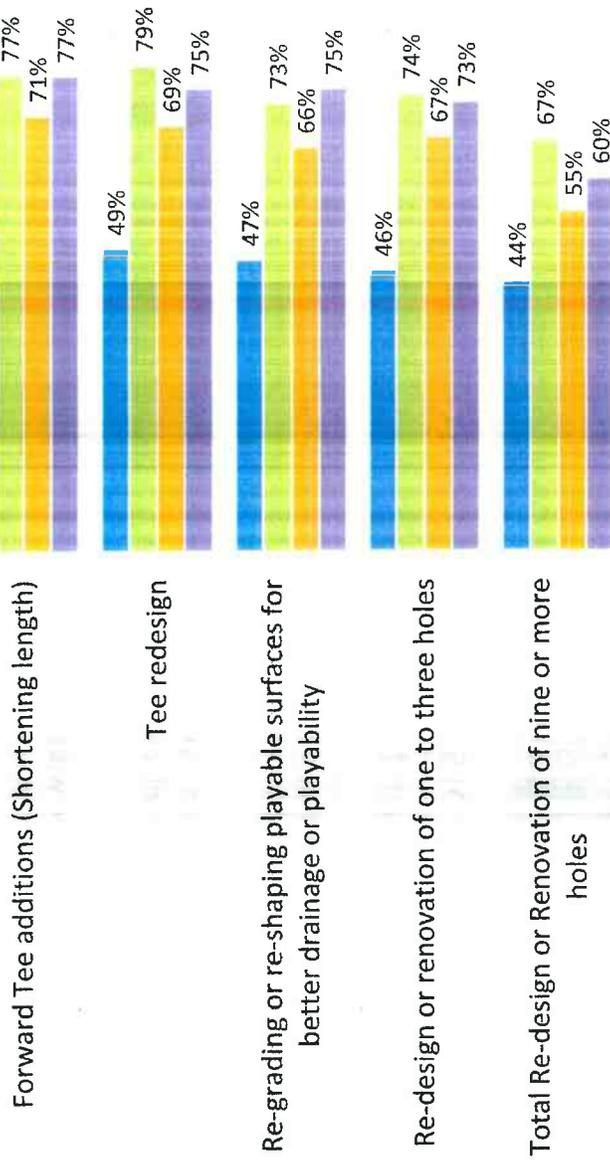 Forward Tee additions (Shortening length)
77%
71%
77%
Tee redesign
49%
79%
69%
75%
Re-grading or re-shaping playable surfaces for
better drainage or playability
47%
73%
66%
75%
Re-design or renovation of one to three holes
46%
74%
67%
73%
Total Re-design or Renovation of nine or more
holes
44%
67%
55%
60%